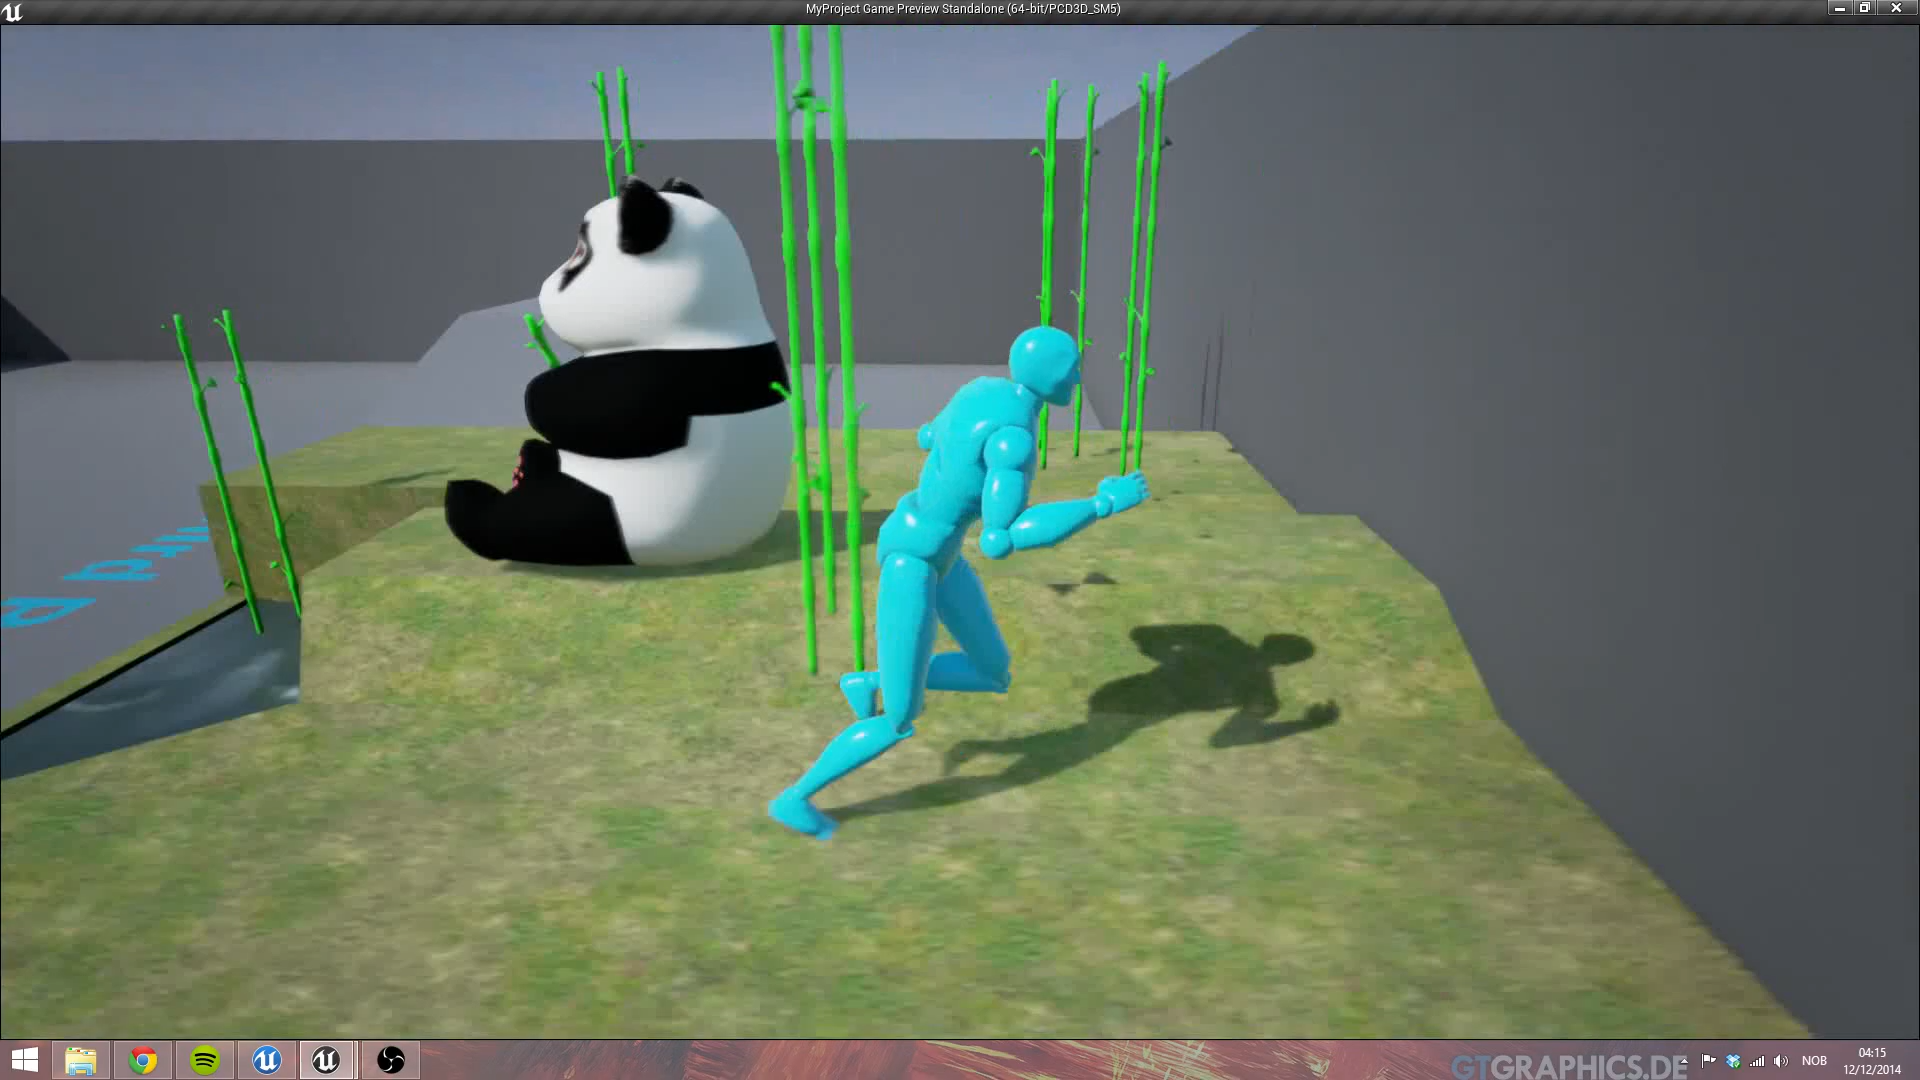 MyProject Game Preview Standalone (64-bit/PCD3D_SM5)
GTGRAPHICS.DE
NOB
04:15
12/12/2014